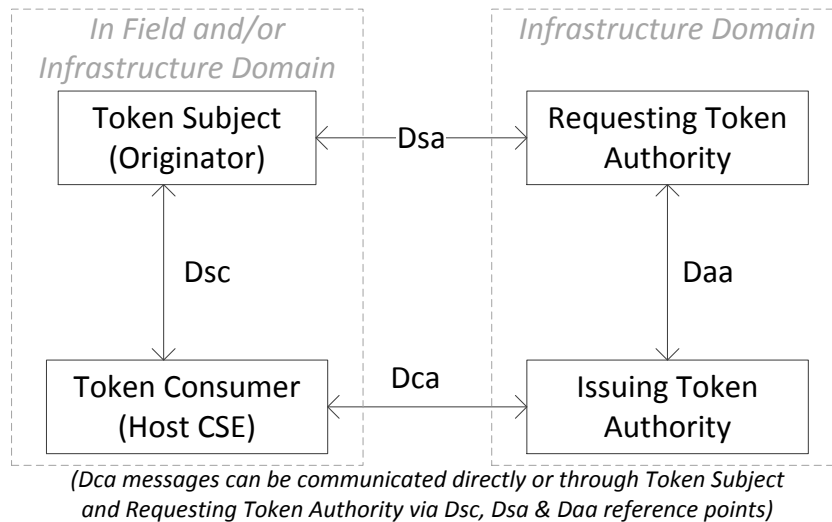 In Field and/or
Infrastructure Domain
Infrastructure Domain
Token Subject
(Originator)
Dsa
Requesting Token
Authority
Dsc
Daa
Token Consumer
(Host CSE)
Dca
Issuing Token
Authority
(Dca messages can be communicated directly or through Token Subject
and Requesting Token Authority via Dsc, Dsa & Daa reference points)